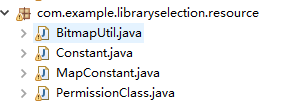 com.example.libraryselection.resource
BitmapUtil.java
Constant.java
MapConstant.java
PermissionClass.java